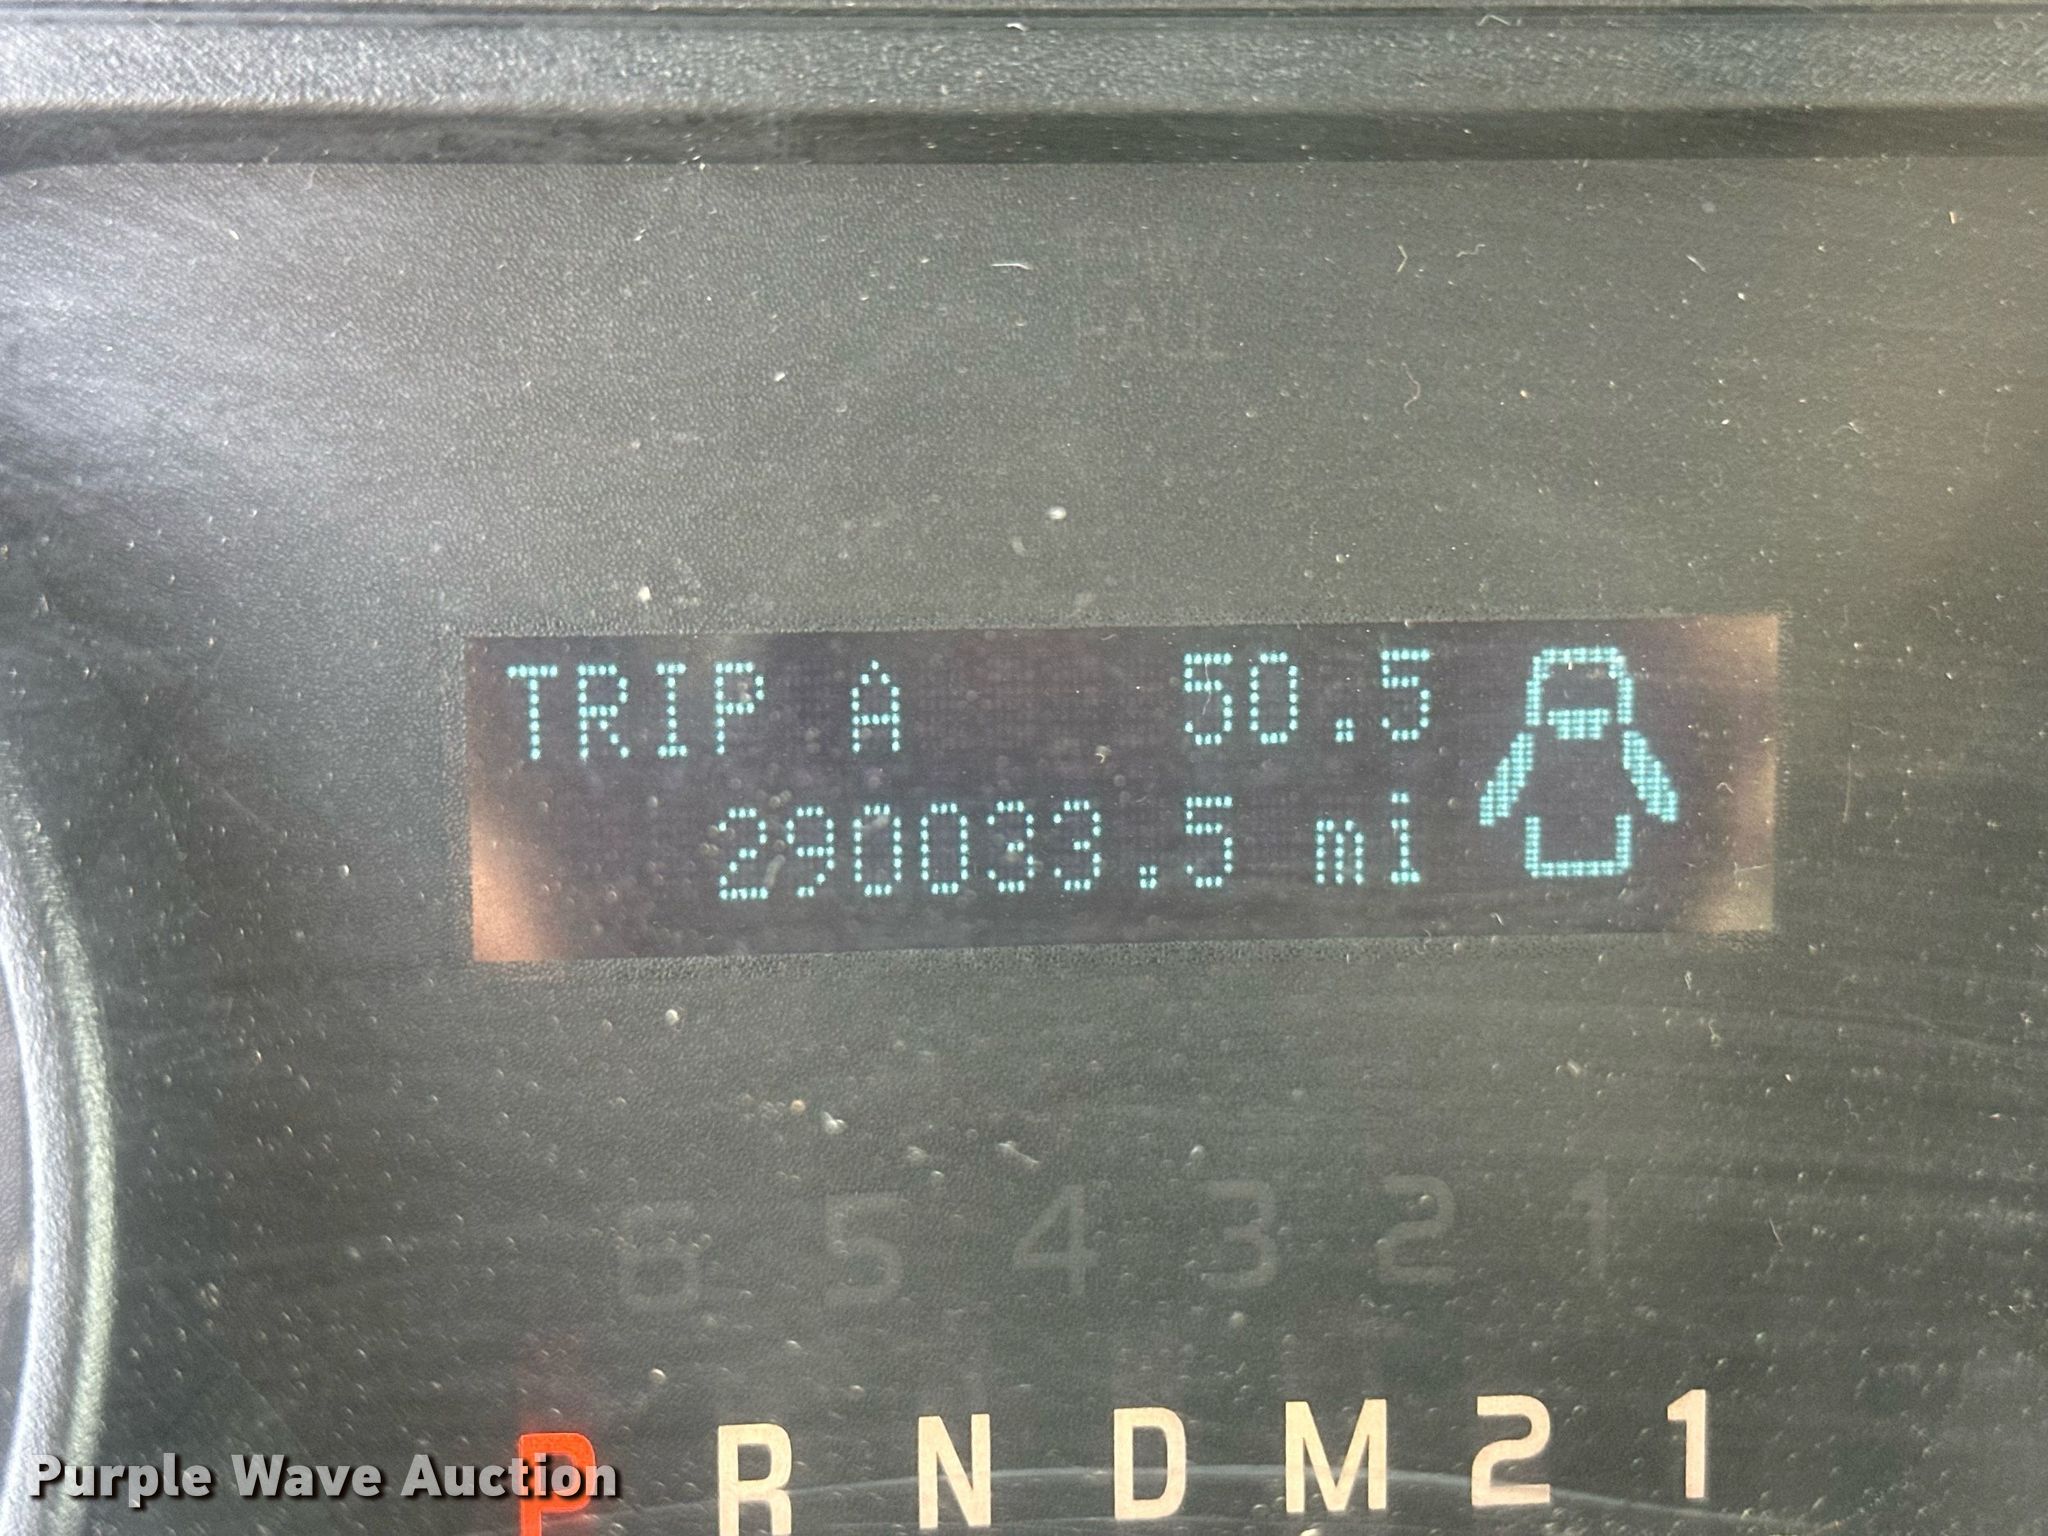 TRIP A 50.5
290033.5 mi
6 5 4 3 2 1
P R N D M 2 1
Purple Wave Auction